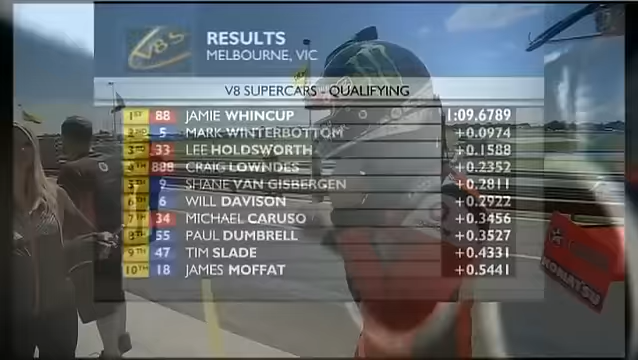 V8S
RESULTS
MELBOURNE, VIC
V8 SUPERCARS - QUALIFYING
1ST 88 JAMIE WHINCUP 1:09.6789
2ND 5 MARK WINTERBOTTOM +0.0974
3RD 33 LEE HOLDSWORTH +0.1588
4TH 888 CRAIG LOWNDES +0.2352
5TH 9 SHANE VAN GISBERGEN +0.2811
6TH 6 WILL DAVISON +0.2922
7TH 34 MICHAEL CARUSO +0.3456
8TH 55 PAUL DUMBRELL +0.3527
9TH 47 TIM SLADE +0.4331
10TH 18 JAMES MOFFAT +0.5441
KOMATSU